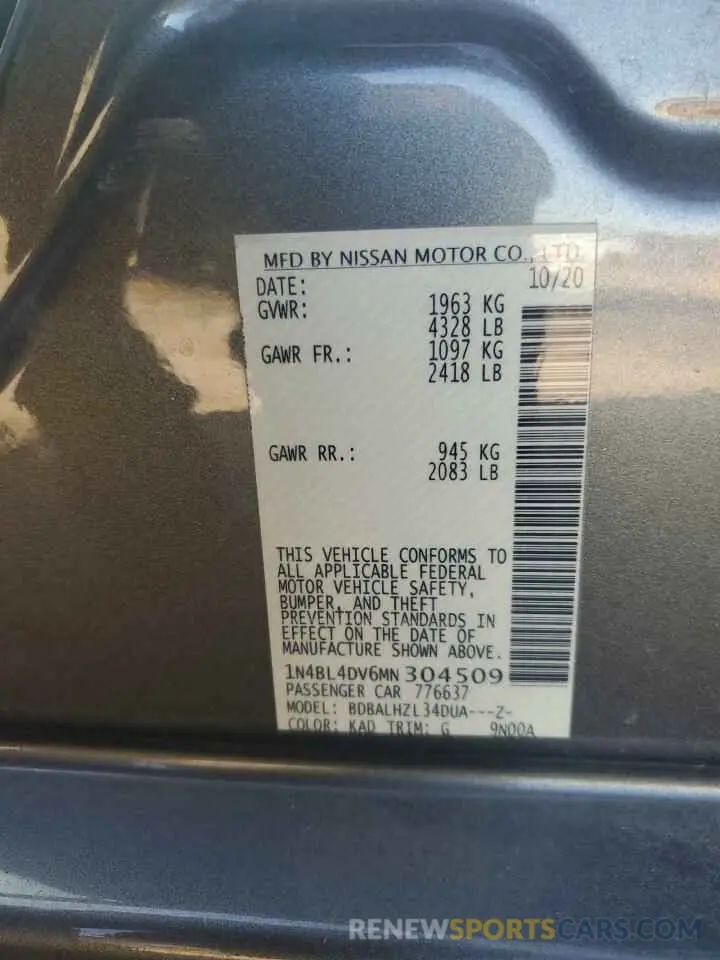 MFD BY NISSAN MOTOR CO., LTD.
DATE: 10/20
GVWR: 1963 KG
4328 LB
GAWR FR.: 1097 KG
2418 LB
GAWR RR.: 945 KG
2083 LB
THIS VEHICLE CONFORMS TO
ALL APPLICABLE FEDERAL
MOTOR VEHICLE SAFETY,
BUMPER, AND THEFT
PREVENTION STANDARDS IN
EFFECT ON THE DATE OF
MANUFACTURE SHOWN ABOVE.
1N4BL4DV6MN304509
PASSENGER CAR 776637
MODEL: BDBALHZL34DUA---Z-
COLOR: KAD TRIM: G 9N00A
RENEWSPORTSCARS.COM